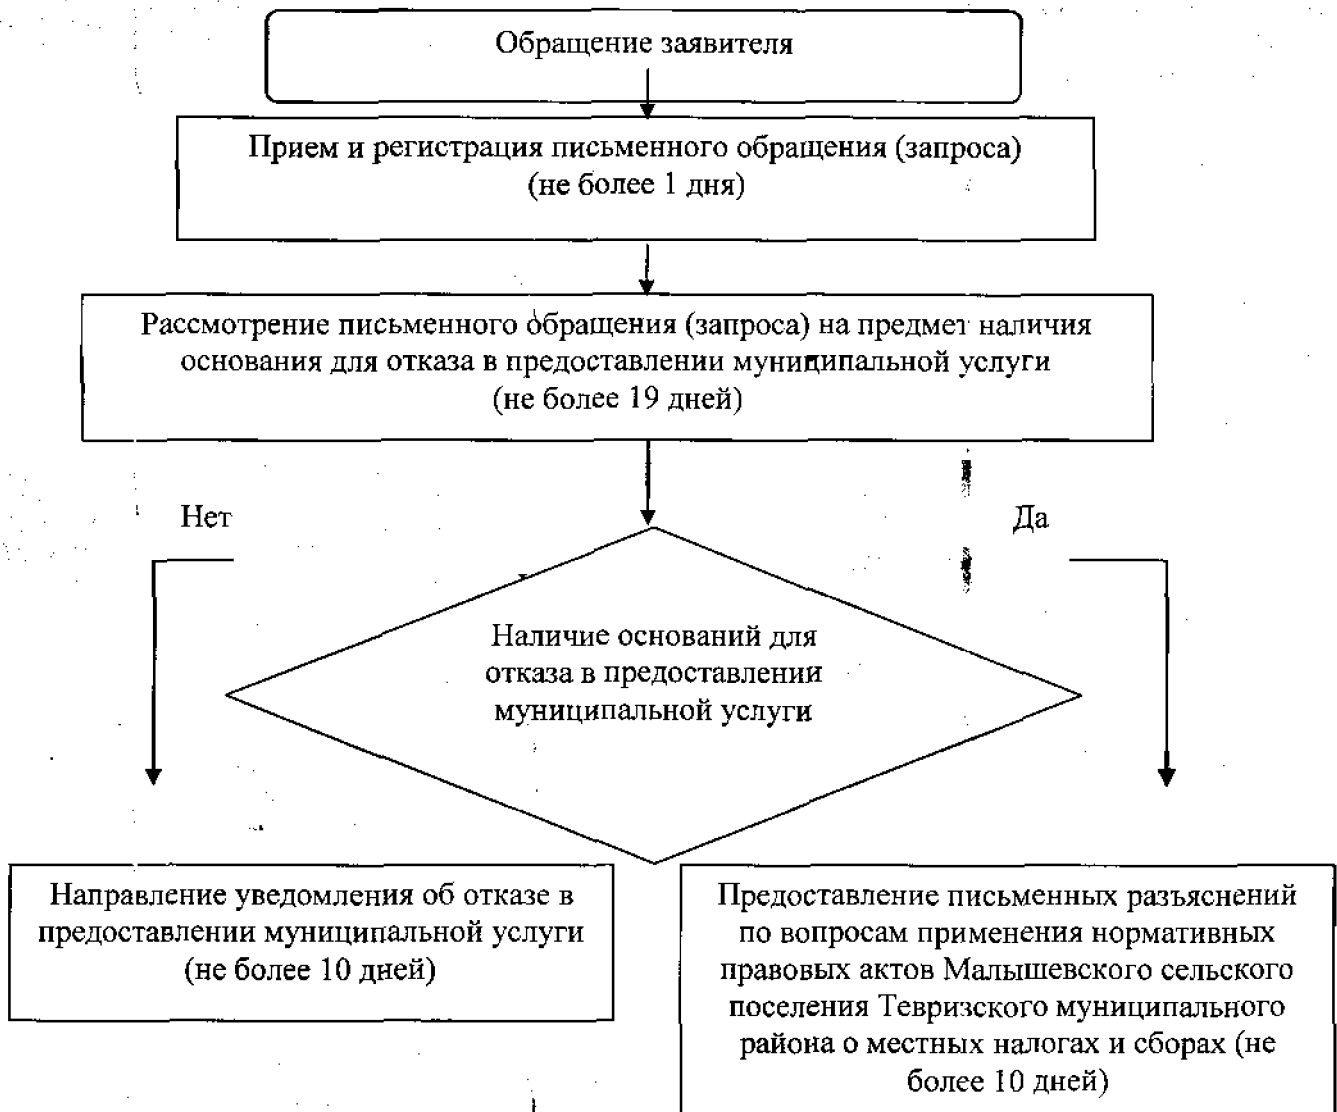 Обращение заявителя
Прием и регистрация письменного обращения (запроса)
(не более 1 дня)
Рассмотрение письменного обращения (запроса) на предмет наличия
основания для отказа в предоставлении муниципальной услуги
(не более 19 дней)
Нет
Да
Наличие оснований для
отказа в предоставлении
муниципальной услуги
Направление уведомления об отказе в
предоставлении муниципальной услуги
(не более 10 дней)
Предоставление письменных разъяснений
по вопросам применения нормативных
правовых актов Малышевского сельского
поселения Тевризского муниципального
района о местных налогах и сборах (не
более 10 дней)